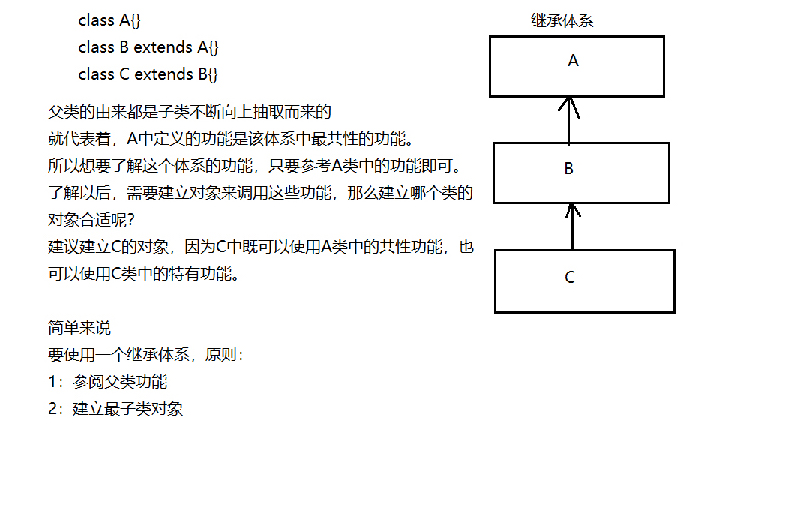 class A{}
class B extends A{}
class C extends B{}
父类的由来都是子类不断向上抽取而来的
就代表着，A中定义的功能是该体系中最共性的功能。
所以想要了解这个体系的功能，只要参考A类中的功能即可。
了解以后，需要建立对象来调用这些功能，那么建立哪个类的
对象合适呢？
建议建立C的对象，因为C中既可以使用A类中的共性功能，也
可以使用C类中的特有功能。
简单来说
要使用一个继承体系，原则：
1：参阅父类功能
2：建立最子类对象
继承体系
A
B
C